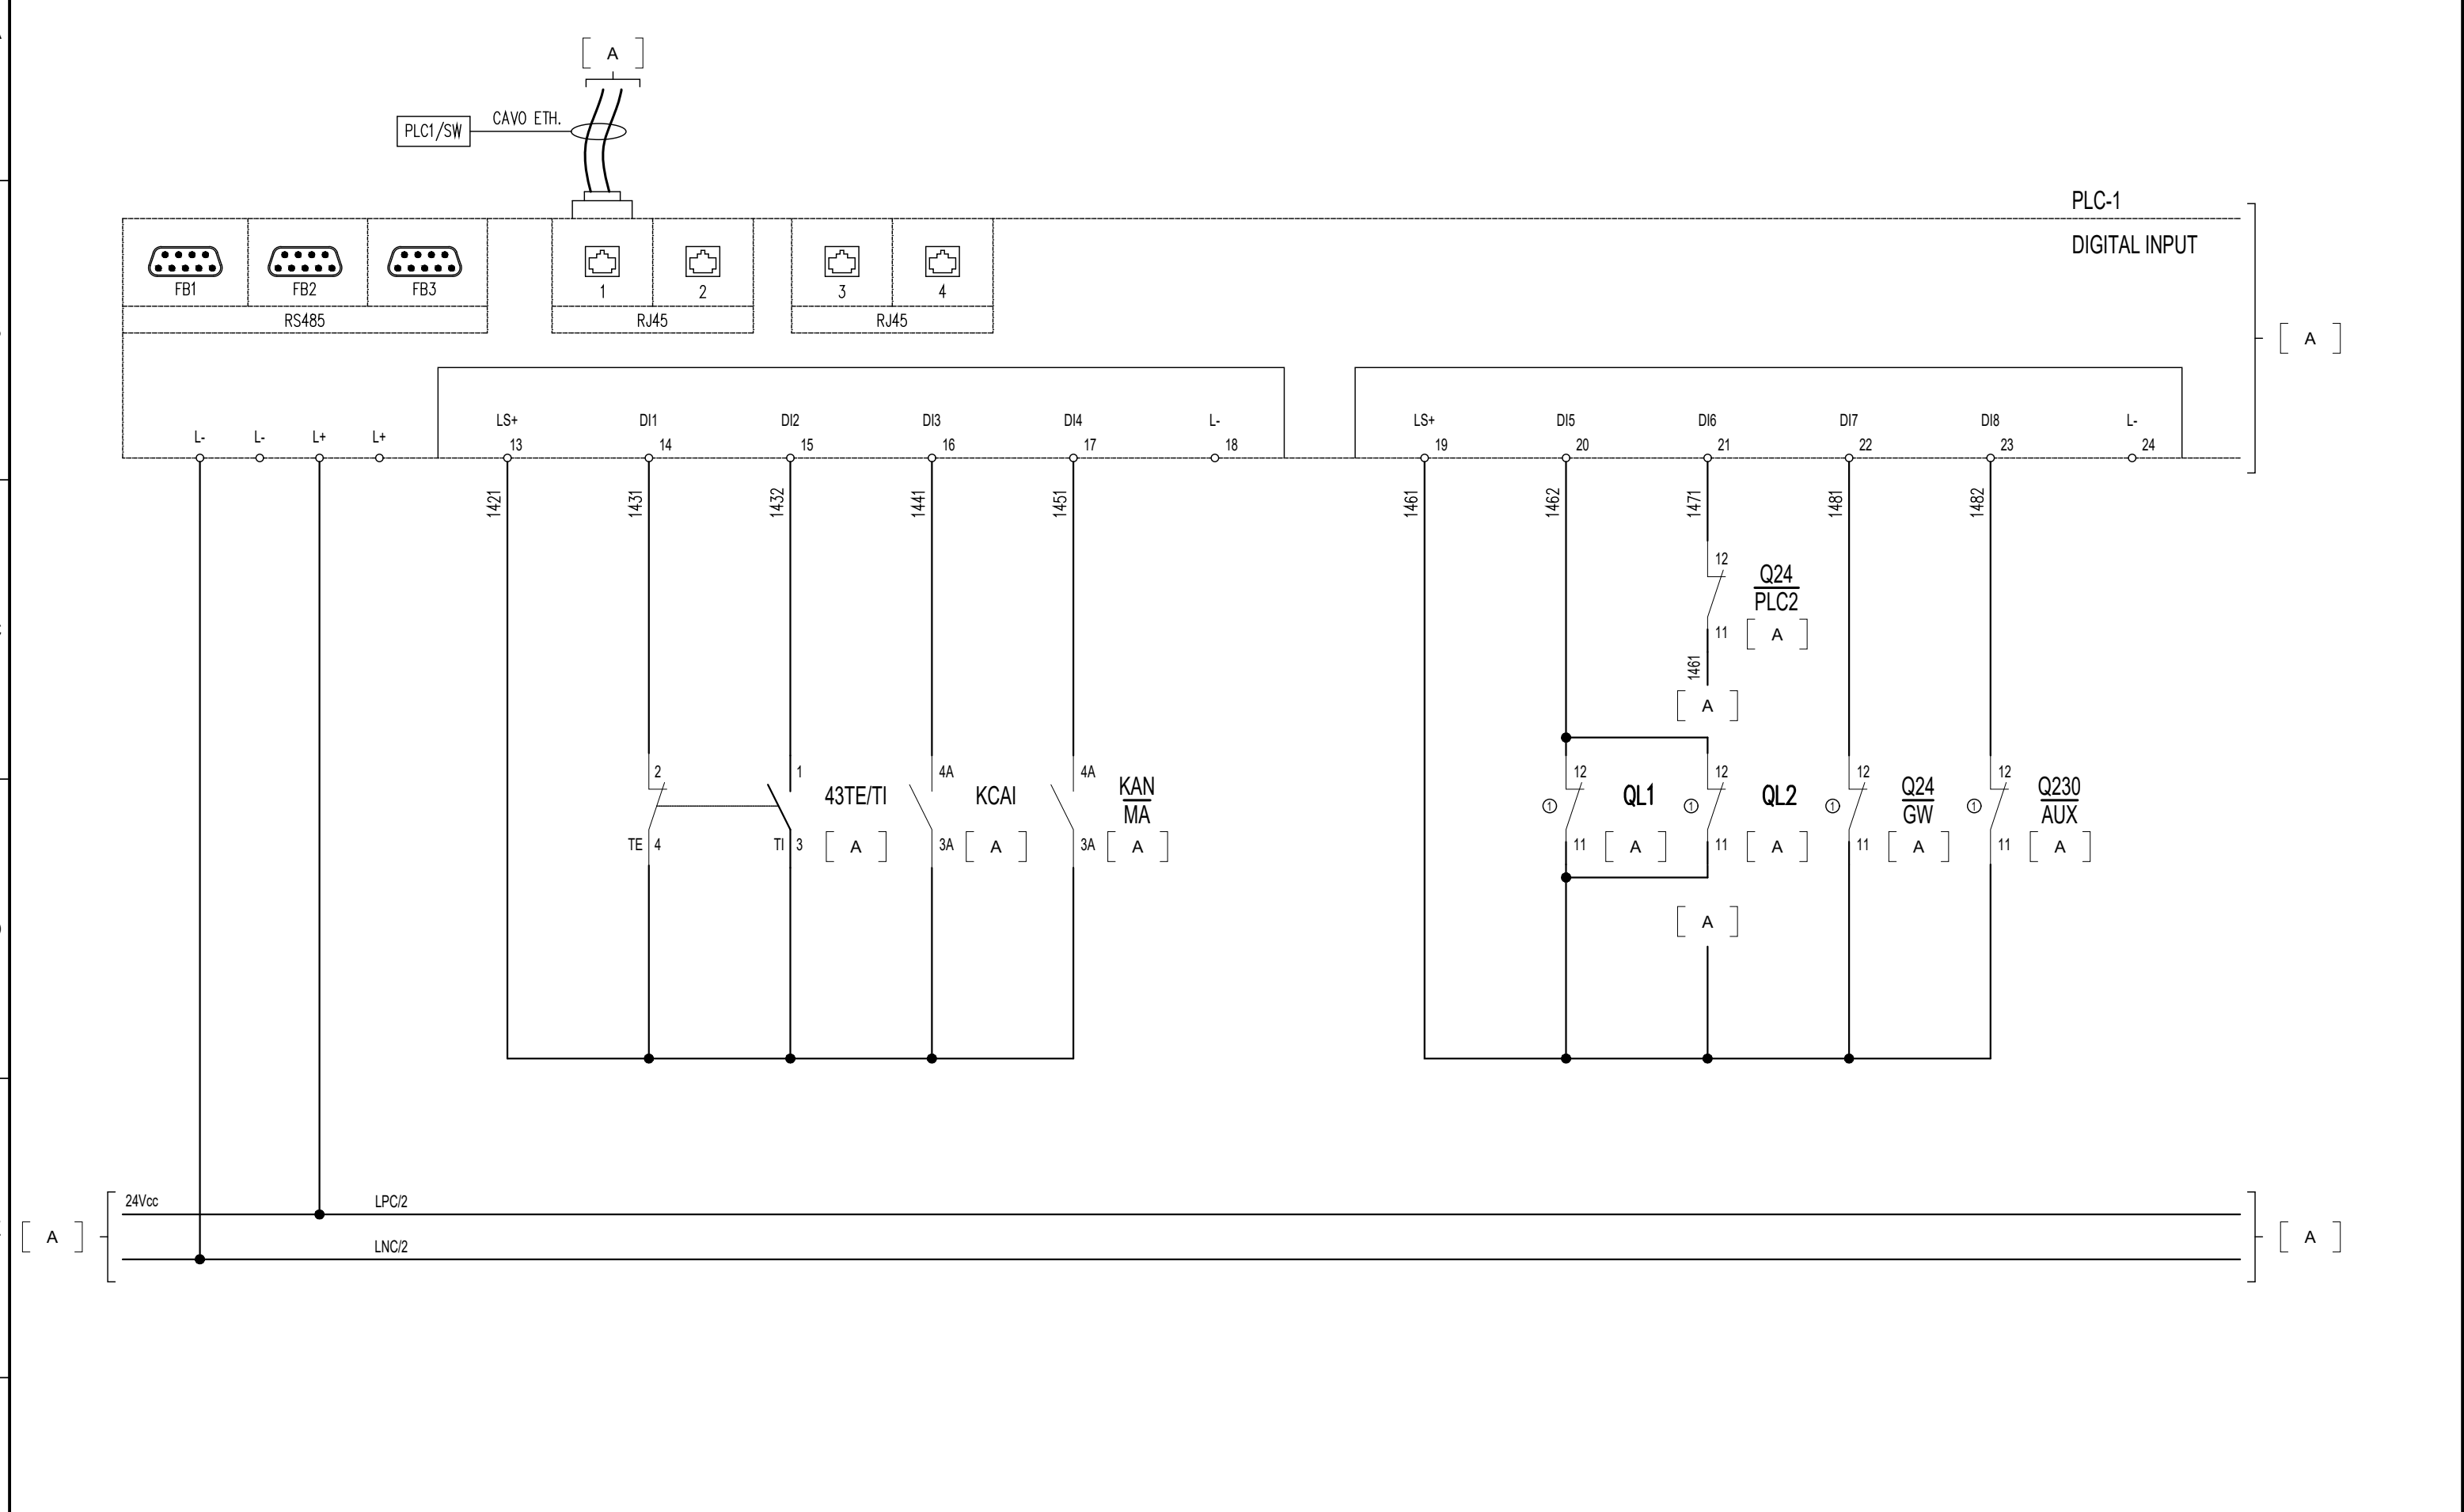 [ A ]
PLC1/SW CAVO ETH.
PLC-1
DIGITAL INPUT
FB1 FB2 FB3 1 2 3 4
RS485 RJ45 RJ45
[ A ]
LS+ DI1 DI2 DI3 DI4 L- LS+ DI5 DI6 DI7 DI8 L-
L- L- L+ L+
13 14 15 16 17 18 19 20 21 22 23 24
1421 1431 1432 1441 1451 1461 1462 1471 1481 1482
12
Q24
PLC2
11 [ A ]
1461
[ A ]
2 1 4A 4A 12 12 12 12
43TE/TI KCAI KAN
MA
1 QL1 1 QL2 1 Q24
GW
1 Q230
AUX
TE 4 TI 3 [ A ] 3A [ A ] 3A [ A ] 11 [ A ] 11 [ A ] 11 [ A ] 11 [ A ]
[ A ]
24Vcc LPC/2
[ A ] [ A ]
LNC/2